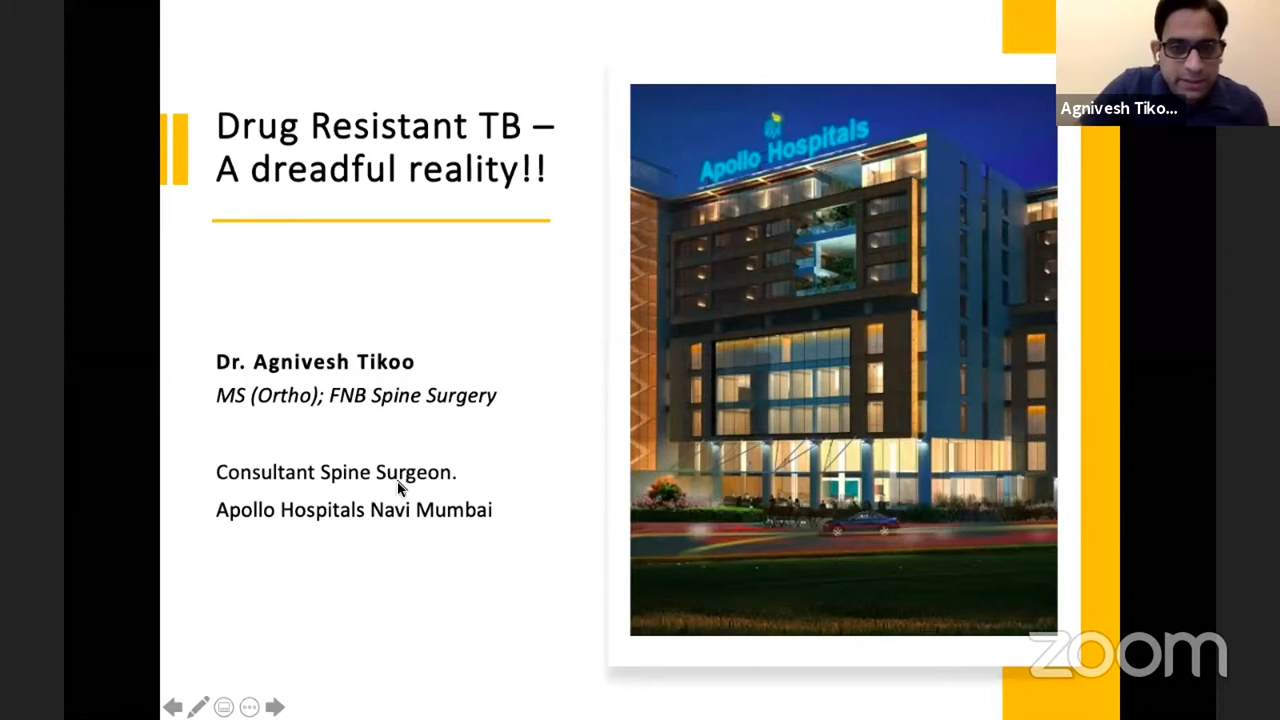 Drug Resistant TB –
A dreadful reality!!
Dr. Agnivesh Tikoo
MS (Ortho); FNB Spine Surgery
Consultant Spine Surgeon.
Apollo Hospitals Navi Mumbai
Apollo Hospitals
Agnivesh Tiko...
zoom